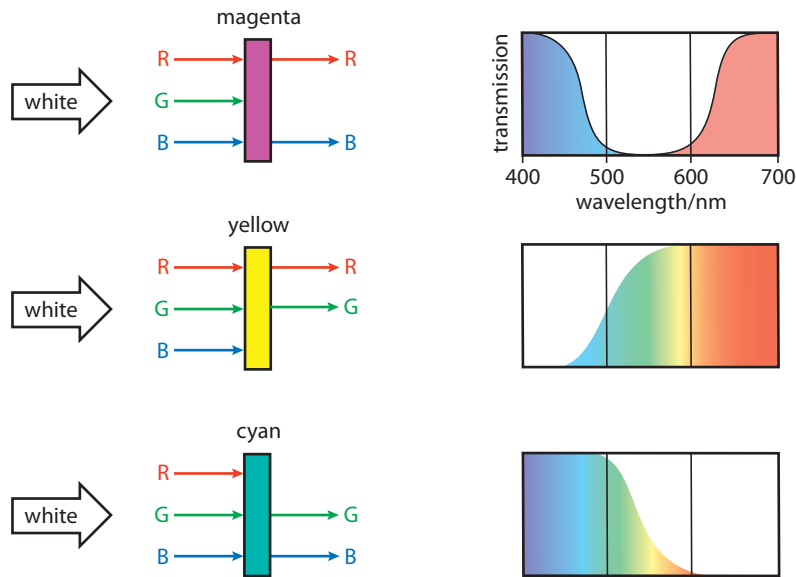 magenta
R R
white G
B B
transmission
400 500 600 700
wavelength/nm
yellow
R R
white G G
B
cyan
R
white G G
B B